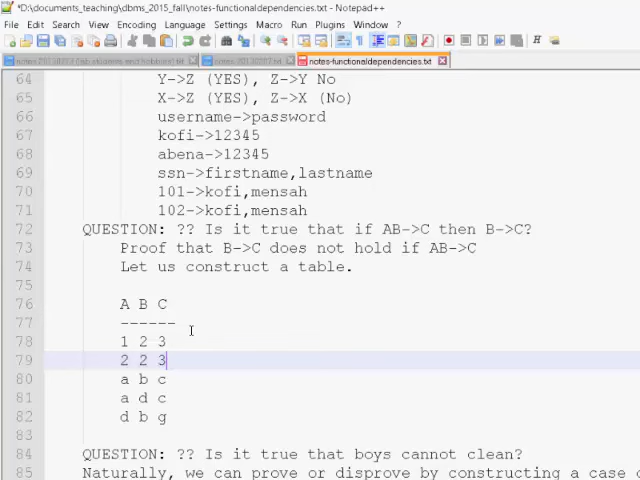 *D:\documents_teaching\dbms_2015_fall\notes-functionaldependencies.txt - Notepad++
File Edit Search View Encoding Language Settings Macro Run Plugins Window ?
notes-functionaldependencies.txt
64 Y->Z (YES), Z->Y No
65 X->Z (YES), Z->X (No)
66 username->password
67 kofi->12345
68 abena->12345
69 ssn->firstname,lastname
70 101->kofi,mensah
71 102->kofi,mensah
72 QUESTION: ?? Is it true that if AB->C then B->C?
73 Proof that B->C does not hold if AB->C
74 Let us construct a table.
75
76 A B C
77 ------
78 1 2 3
79 2 2 3
80 a b c
81 a d c
82 d b g
83
84 QUESTION: ?? Is it true that boys cannot clean?
85 Naturally, we can prove or disprove by constructing a case